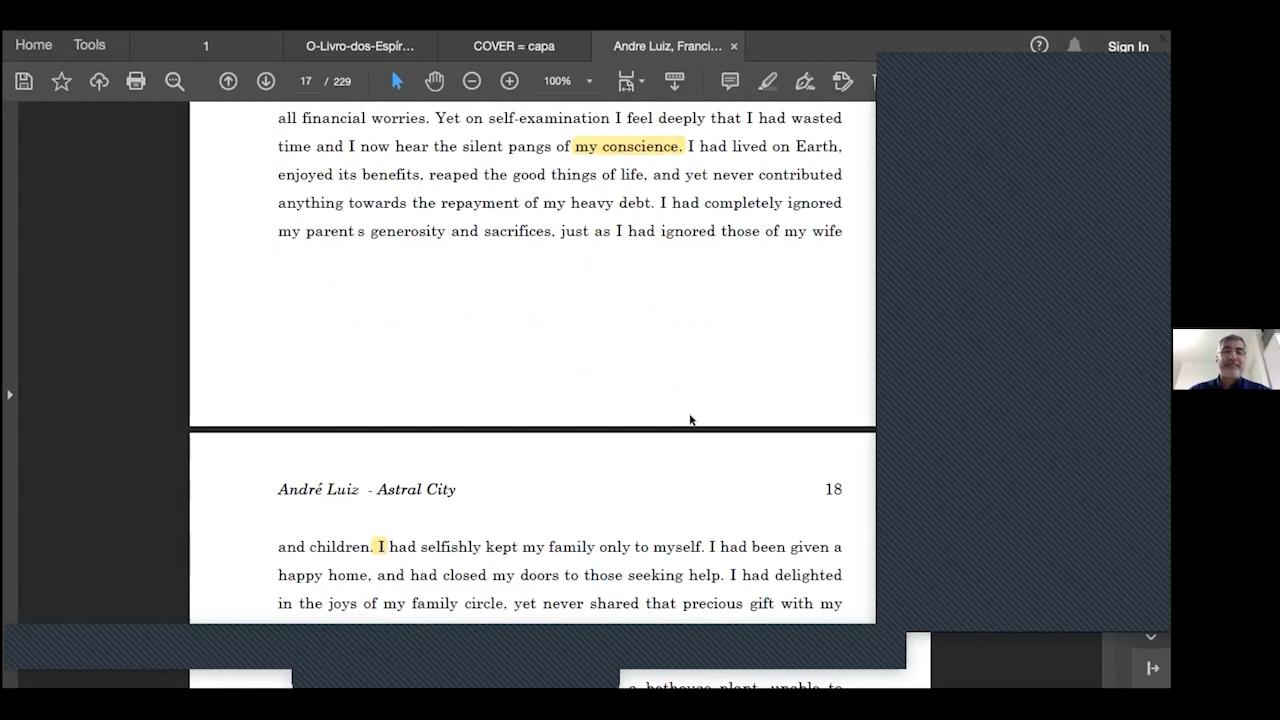 Home Tools 1 O-Livro-dos-Espír... COVER = capa Andre Luiz, Franci... × Sign In
17 / 229 100%
all financial worries. Yet on self-examination I feel deeply that I had wasted
time and I now hear the silent pangs of my conscience. I had lived on Earth,
enjoyed its benefits, reaped the good things of life, and yet never contributed
anything towards the repayment of my heavy debt. I had completely ignored
my parent s generosity and sacrifices, just as I had ignored those of my wife
André Luiz - Astral City 18
and children. I had selfishly kept my family only to myself. I had been given a
happy home, and had closed my doors to those seeking help. I had delighted
in the joys of my family circle, yet never shared that precious gift with my
a hothouse plant, unable to